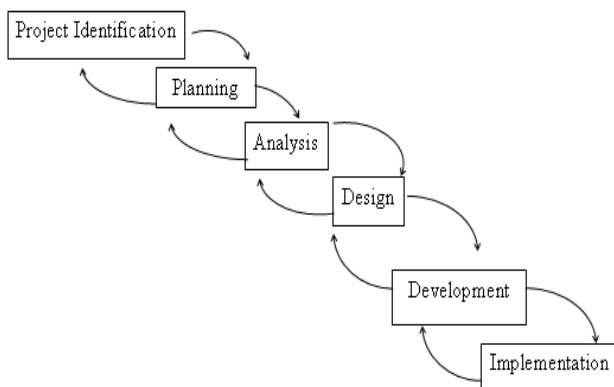 Project Identification
Planning
Analysis
Design
Development
Implementation